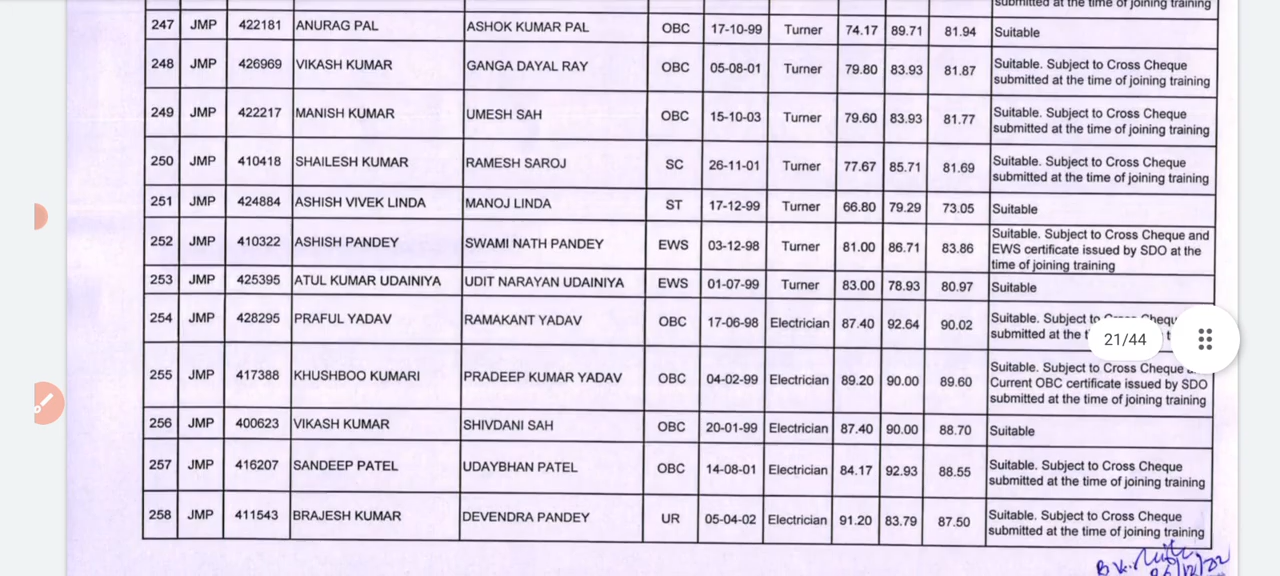 submitted at the time of joining training
247 JMP 422181 ANURAG PAL ASHOK KUMAR PAL OBC 17-10-99 Turner 74.17 89.71 81.94 Suitable
248 JMP 426969 VIKASH KUMAR GANGA DAYAL RAY OBC 05-08-01 Turner 79.80 83.93 81.87 Suitable. Subject to Cross Cheque
submitted at the time of joining training
249 JMP 422217 MANISH KUMAR UMESH SAH OBC 15-10-03 Turner 79.60 83.93 81.77 Suitable. Subject to Cross Cheque
submitted at the time of joining training
250 JMP 410418 SHAILESH KUMAR RAMESH SAROJ SC 26-11-01 Turner 77.67 85.71 81.69 Suitable. Subject to Cross Cheque
submitted at the time of joining training
251 JMP 424884 ASHISH VIVEK LINDA MANOJ LINDA ST 17-12-99 Turner 66.80 79.29 73.05 Suitable
252 JMP 410322 ASHISH PANDEY SWAMI NATH PANDEY EWS 03-12-98 Turner 81.00 86.71 83.86 Suitable. Subject to Cross Cheque and
EWS certificate issued by SDO at the
time of joining training
253 JMP 425395 ATUL KUMAR UDAINIYA UDIT NARAYAN UDAINIYA EWS 01-07-99 Turner 83.00 78.93 80.97 Suitable
254 JMP 428295 PRAFUL YADAV RAMAKANT YADAV OBC 17-06-98 Electrician 87.40 92.64 90.02 Suitable. Subject to
submitted at the
21/44
255 JMP 417388 KHUSHBOO KUMARI PRADEEP KUMAR YADAV OBC 04-02-99 Electrician 89.20 90.00 89.60 Suitable. Subject to Cross Cheque
Current OBC certificate issued by SDO
submitted at the time of joining training
256 JMP 400623 VIKASH KUMAR SHIVDANI SAH OBC 20-01-99 Electrician 87.40 90.00 88.70 Suitable
257 JMP 416207 SANDEEP PATEL UDAYBHAN PATEL OBC 14-08-01 Electrician 84.17 92.93 88.55 Suitable. Subject to Cross Cheque
submitted at the time of joining training
258 JMP 411543 BRAJESH KUMAR DEVENDRA PANDEY UR 05-04-02 Electrician 91.20 83.79 87.50 Suitable. Subject to Cross Cheque
submitted at the time of joining training